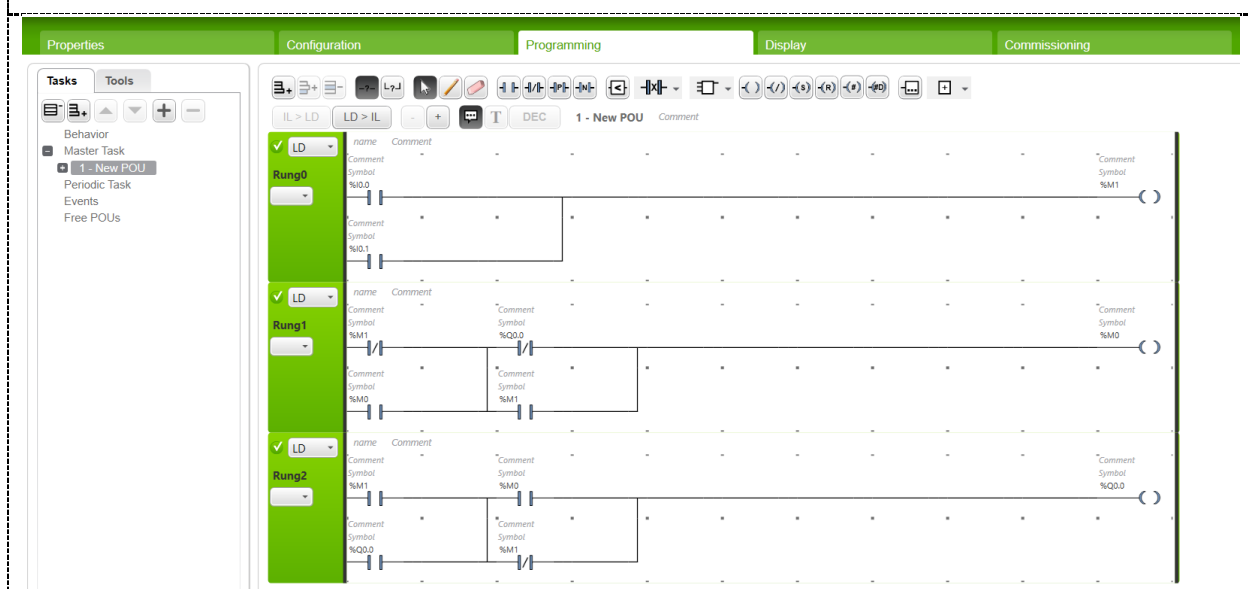 Properties Configuration Programming Display Commissioning
Tasks Tools
IL > LD LD > IL - + T DEC 1 - New POU Comment
Behavior
Master Task
1 - New POU
Periodic Task
Events
Free POUs
LD name Comment
Rung0
Comment Comment
Symbol Symbol
%I0.0 %M1
Comment
Symbol
%I0.1
LD name Comment
Rung1
Comment Comment Comment
Symbol Symbol Symbol
%M1 %Q0.0 %M0
Comment Comment
Symbol Symbol
%M0 %M1
LD name Comment
Rung2
Comment Comment Comment
Symbol Symbol Symbol
%M1 %M0 %Q0.0
Comment Comment
Symbol Symbol
%Q0.0 %M1